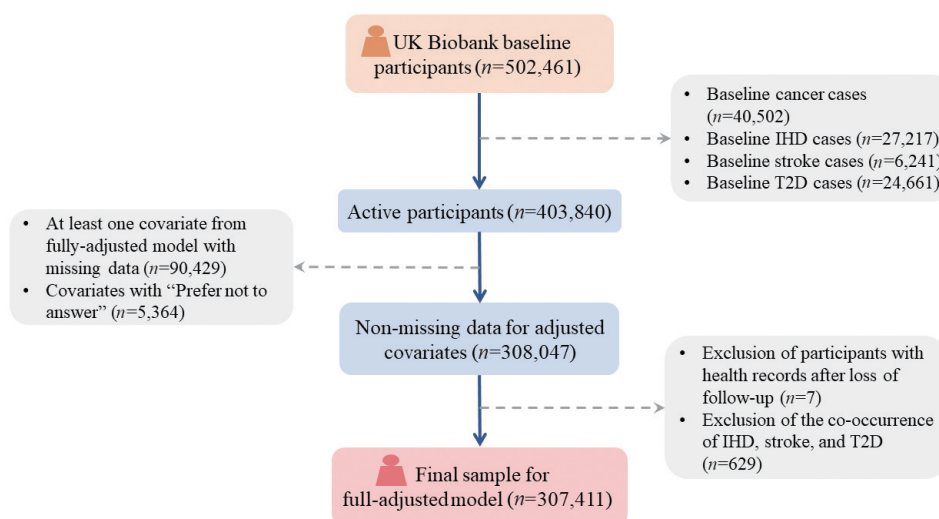 UK Biobank baseline
participants (n=502,461)
• Baseline cancer cases
(n=40,502)
• Baseline IHD cases (n=27,217)
• Baseline stroke cases (n=6,241)
• Baseline T2D cases (n=24,661)
Active participants (n=403,840)
• At least one covariate from
fully-adjusted model with
missing data (n=90,429)
• Covariates with “Prefer not to
answer” (n=5,364)
Non-missing data for adjusted
covariates (n=308,047)
• Exclusion of participants with
health records after loss of
follow-up (n=7)
• Exclusion of the co-occurrence
of IHD, stroke, and T2D
(n=629)
Final sample for
full-adjusted model (n=307,411)